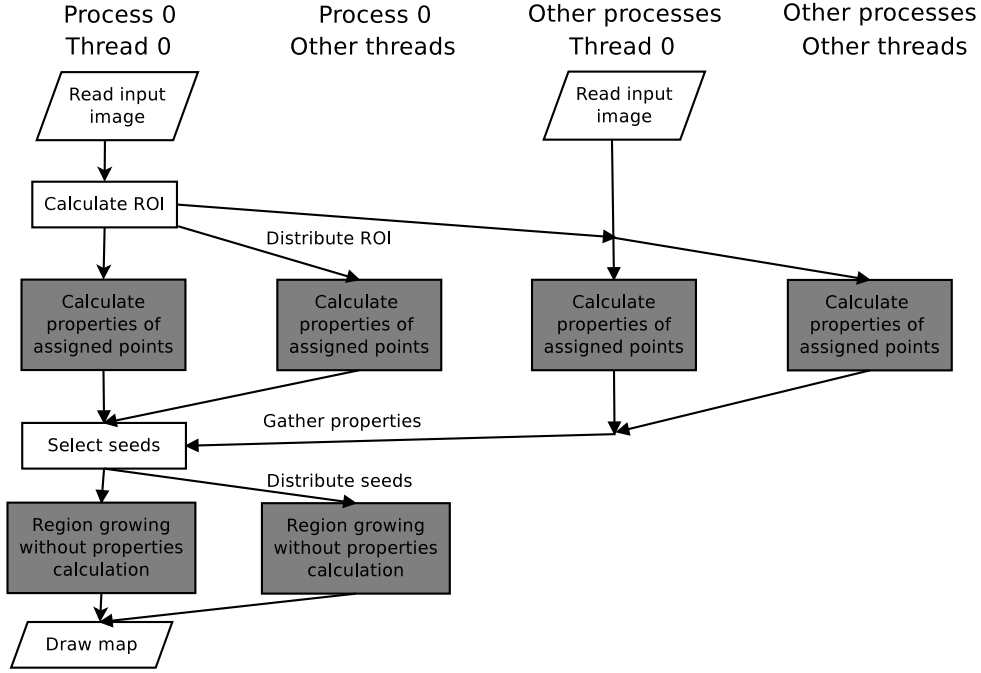 Process 0
Thread 0
Process 0
Other threads
Other processes
Thread 0
Other processes
Other threads
Read input
image
Read input
image
Calculate ROI
Distribute ROI
Calculate
properties of
assigned points
Calculate
properties of
assigned points
Calculate
properties of
assigned points
Calculate
properties of
assigned points
Gather properties
Select seeds
Distribute seeds
Region growing
without properties
calculation
Region growing
without properties
calculation
Draw map